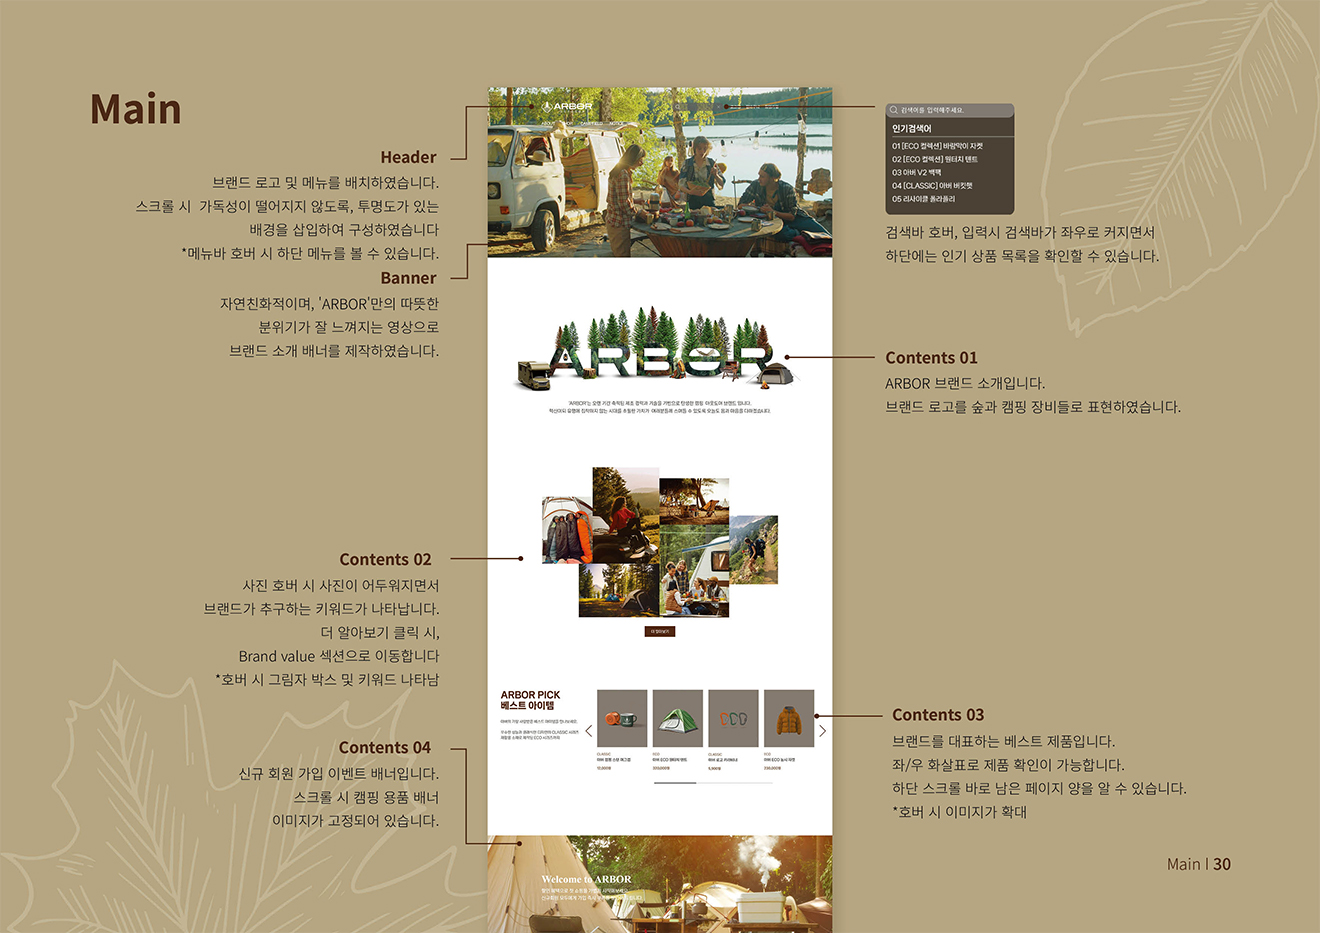 Main
Header
브랜드 로고 및 메뉴를 배치하였습니다.
스크롤 시 가독성이 떨어지지 않도록, 투명도가 있는
배경을 삽입하여 구성하였습니다
*메뉴바 호버 시 하단 메뉴를 볼 수 있습니다.
Banner
자연친화적이며, 'ARBOR'만의 따뜻한
분위기가 잘 느껴지는 영상으로
브랜드 소개 배너를 제작하였습니다.
ARBOR
검색어를 입력해주세요.
인기검색어
01 [ECO 컬렉션] 바람막이 자켓
02 [ECO 컬렉션] 원터치 텐트
03 아버 V2 백팩
04 [CLASSIC] 아버 버킷햇
05 리사이클 폴라플리
검색바 호버, 입력시 검색바가 좌우로 커지면서
하단에는 인기 상품 목록을 확인할 수 있습니다.
ARBOR
Contents 01
ARBOR 브랜드 소개입니다.
브랜드 로고를 숲과 캠핑 장비들로 표현하였습니다.
Contents 02
사진 호버 시 사진이 어두워지면서
브랜드가 추구하는 키워드가 나타납니다.
더 알아보기 클릭 시,
Brand value 섹션으로 이동합니다
*호버 시 그림자 박스 및 키워드 나타남
더 알아보기
ARBOR PICK
베스트 아이템
CLASSIC
ECO
CLASSIC
ECO
Contents 03
브랜드를 대표하는 베스트 제품입니다.
좌/우 화살표로 제품 확인이 가능합니다.
하단 스크롤 바로 남은 페이지 양을 알 수 있습니다.
*호버 시 이미지가 확대
Contents 04
신규 회원 가입 이벤트 배너입니다.
스크롤 시 캠핑 용품 배너
이미지가 고정되어 있습니다.
Welcome to ARBOR
Main | 30